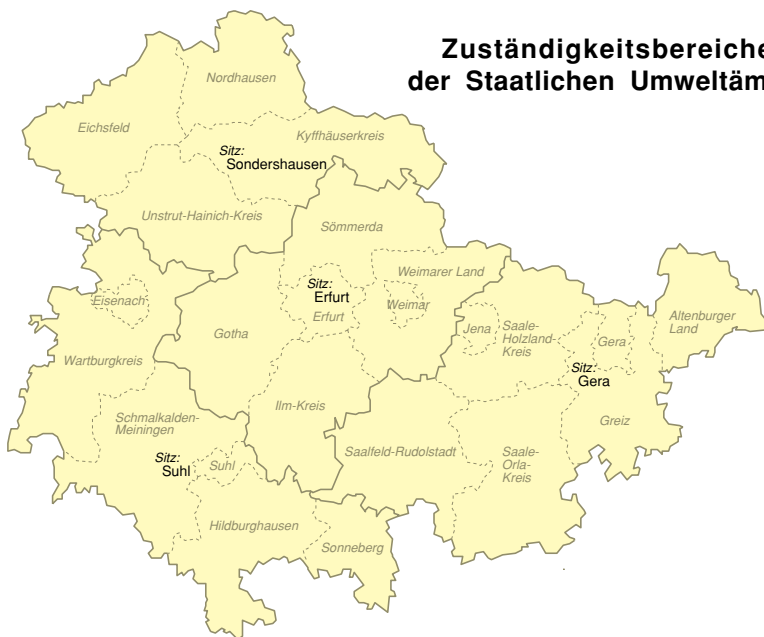 Zuständigkeitsbereiche
der Staatlichen Umweltäm
Nordhausen
Eichsfeld
Kyffhäuserkreis
Sitz:
Sondershausen
Unstrut-Hainich-Kreis
Sömmerda
Weimarer Land
Sitz:
Erfurt
Erfurt
Eisenach
Weimar
Gotha
Jena
Saale-
Holzland-
Kreis
Gera
Altenburger
Land
Wartburgkreis
Sitz:
Gera
Ilm-Kreis
Schmalkalden-
Meiningen
Greiz
Saalfeld-Rudolstadt
Saale-
Orla-
Kreis
Sitz:
Suhl
Suhl
Hildburghausen
Sonneberg